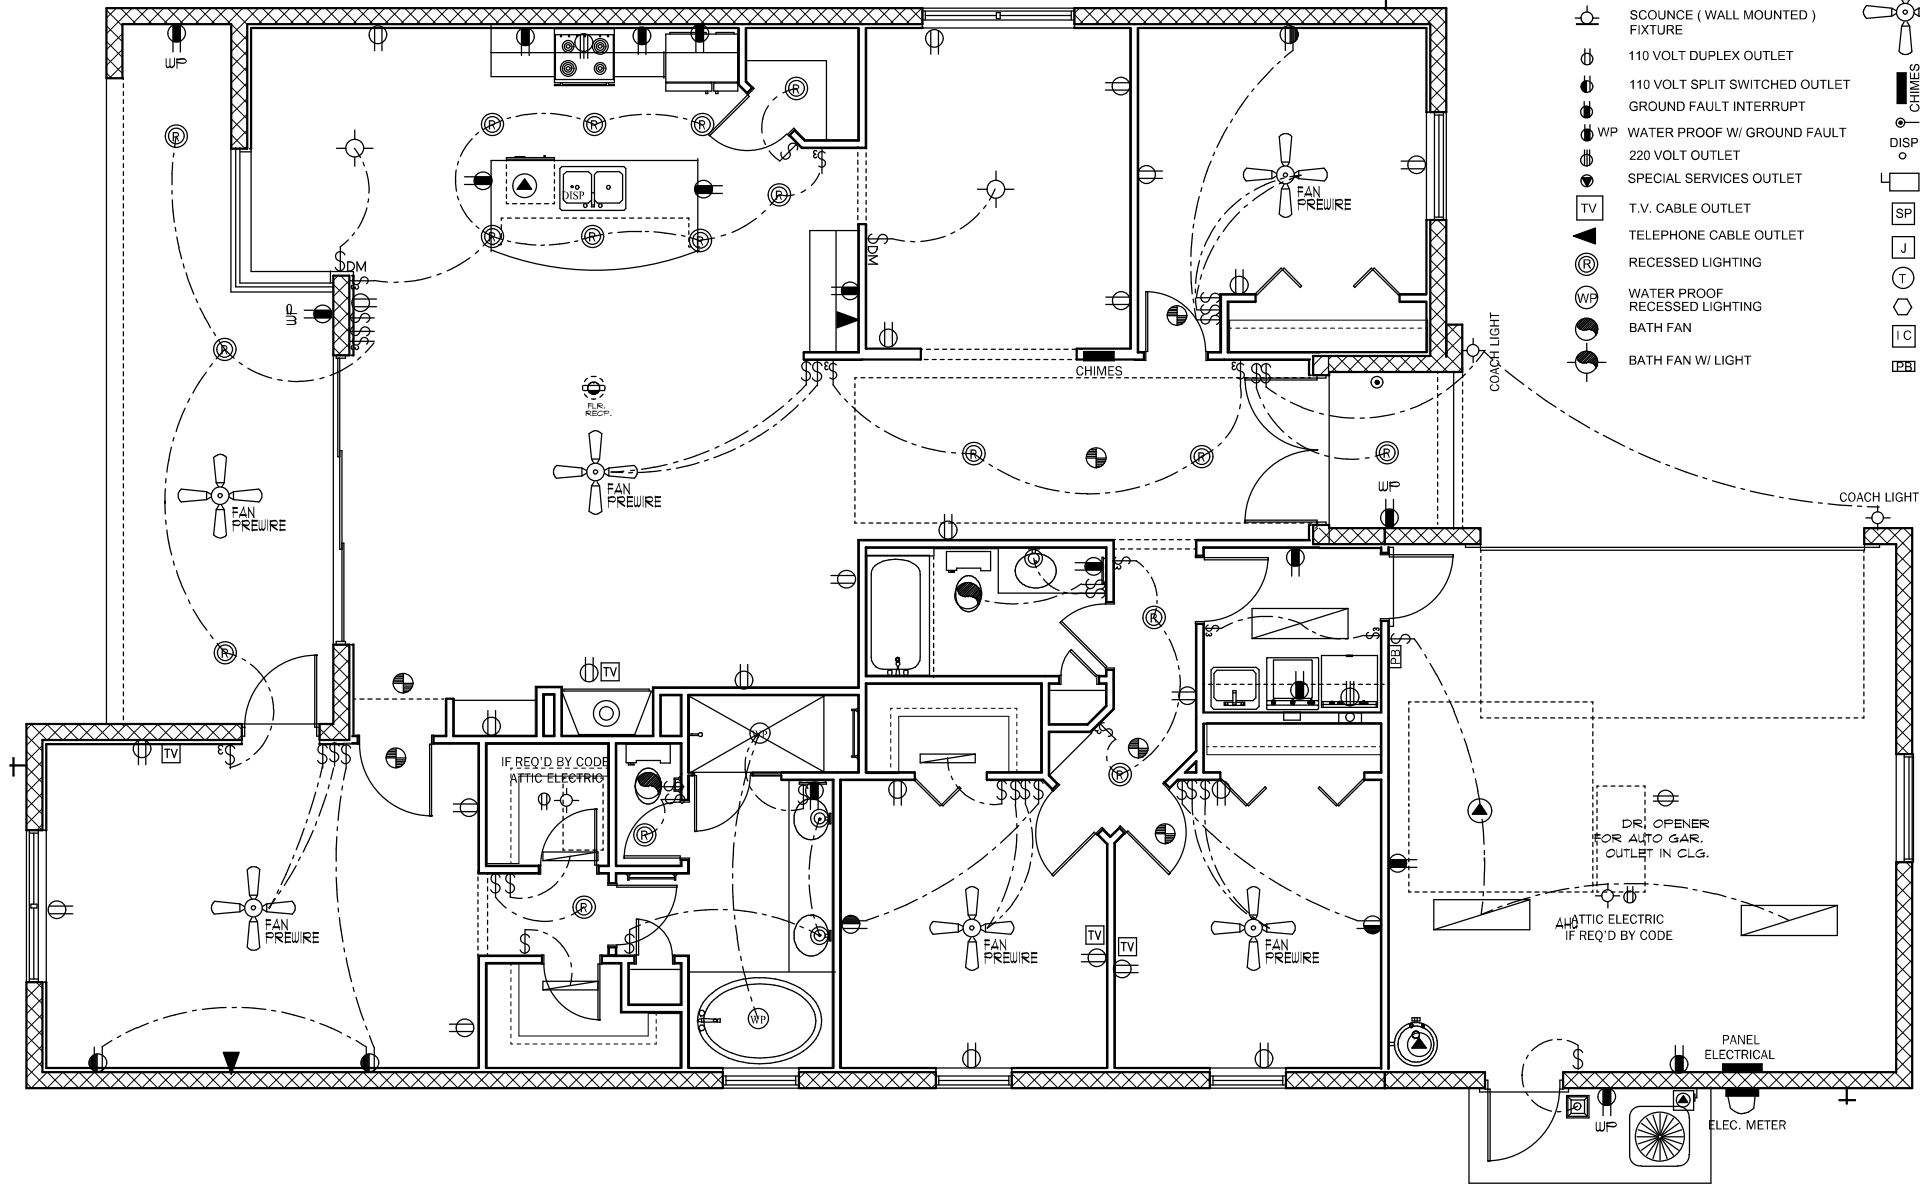 SCOUNCE ( WALL MOUNTED )
FIXTURE
110 VOLT DUPLEX OUTLET
110 VOLT SPLIT SWITCHED OUTLET
GROUND FAULT INTERRUPT
WP WATER PROOF W/ GROUND FAULT
220 VOLT OUTLET
SPECIAL SERVICES OUTLET
TV T.V. CABLE OUTLET
TELEPHONE CABLE OUTLET
R RECESSED LIGHTING
WP WATER PROOF
RECESSED LIGHTING
BATH FAN
BATH FAN W/ LIGHT
CHIMES
DISP
SP
J
T
I C
PB
WP
R
R
R
R
R
DISP
R
R
R
R
DM
DM
FAN
PREWIRE
WP
R
CHIMES
COACH LIGHT
FLR.
RECP.
R
R
R
FAN
PREWIRE
WP
COACH LIGHT
FAN
PREWIRE
R
R
PB
TV
TV
WP
R
IF REQ'D BY CODE
ATTIC ELECTRIC
R
DR. OPENER
FOR AUTO GAR.
OUTLET IN CLG.
R
FAN
PREWIRE
TV
TV
FAN
PREWIRE
FAN
PREWIRE
AHU
ATTIC ELECTRIC
IF REQ'D BY CODE
WP
PANEL
ELECTRICAL
WP
ELEC. METER